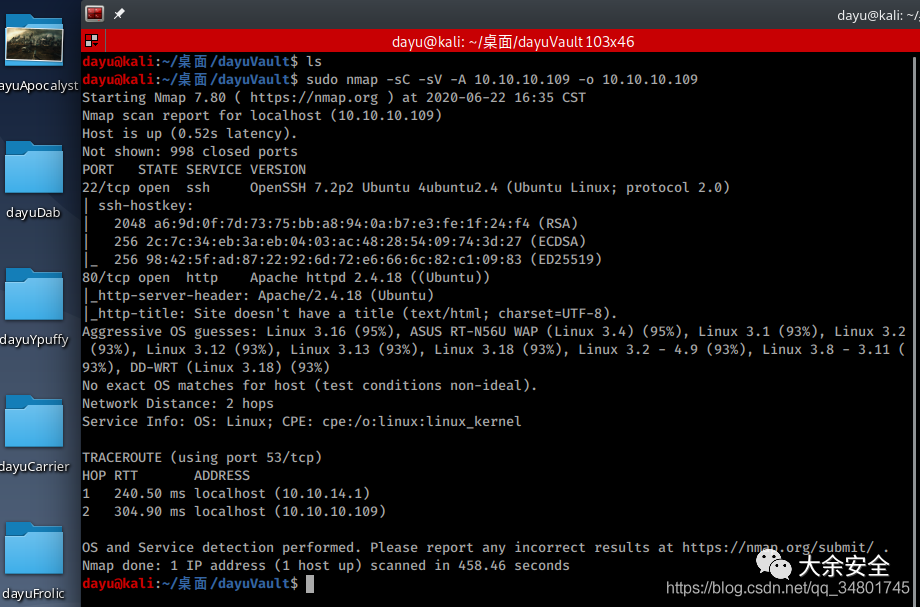 dayu@kali: ~/
dayu@kali: ~/桌面/dayuVault 103x46
dayu@kali:~/桌面/dayuVault$ ls
dayu@kali:~/桌面/dayuVault$ sudo nmap -sC -sV -A 10.10.10.109 -o 10.10.10.109
Starting Nmap 7.80 ( https://nmap.org ) at 2020-06-22 16:35 CST
Nmap scan report for localhost (10.10.10.109)
Host is up (0.52s latency).
Not shown: 998 closed ports
PORT   STATE SERVICE VERSION
22/tcp open  ssh     OpenSSH 7.2p2 Ubuntu 4ubuntu2.4 (Ubuntu Linux; protocol 2.0)
| ssh-hostkey:
|   2048 a6:9d:0f:7d:73:75:bb:a8:94:0a:b7:e3:fe:1f:24:f4 (RSA)
|   256 2c:7c:34:eb:3a:eb:04:03:ac:48:28:54:09:74:3d:27 (ECDSA)
|_  256 98:42:5f:ad:87:22:92:6d:72:e6:66:6c:82:c1:09:83 (ED25519)
80/tcp open  http    Apache httpd 2.4.18 ((Ubuntu))
|_http-server-header: Apache/2.4.18 (Ubuntu)
|_http-title: Site doesn't have a title (text/html; charset=UTF-8).
Aggressive OS guesses: Linux 3.16 (95%), ASUS RT-N56U WAP (Linux 3.4) (95%), Linux 3.1 (93%), Linux 3.2
 (93%), Linux 3.12 (93%), Linux 3.13 (93%), Linux 3.18 (93%), Linux 3.2 - 4.9 (93%), Linux 3.8 - 3.11 (
93%), DD-WRT (Linux 3.18) (93%)
No exact OS matches for host (test conditions non-ideal).
Network Distance: 2 hops
Service Info: OS: Linux; CPE: cpe:/o:linux:linux_kernel
TRACEROUTE (using port 53/tcp)
HOP RTT       ADDRESS
1   240.50 ms localhost (10.10.14.1)
2   304.90 ms localhost (10.10.10.109)
OS and Service detection performed. Please report any incorrect results at https://nmap.org/submit/ .
Nmap done: 1 IP address (1 host up) scanned in 458.46 seconds
dayu@kali:~/桌面/dayuVault$
ayuApocalyst
dayuDab
dayuYpuffy
dayuCarrier
dayuFrolic
大余安全
https://blog.csdn.net/qq_34801745